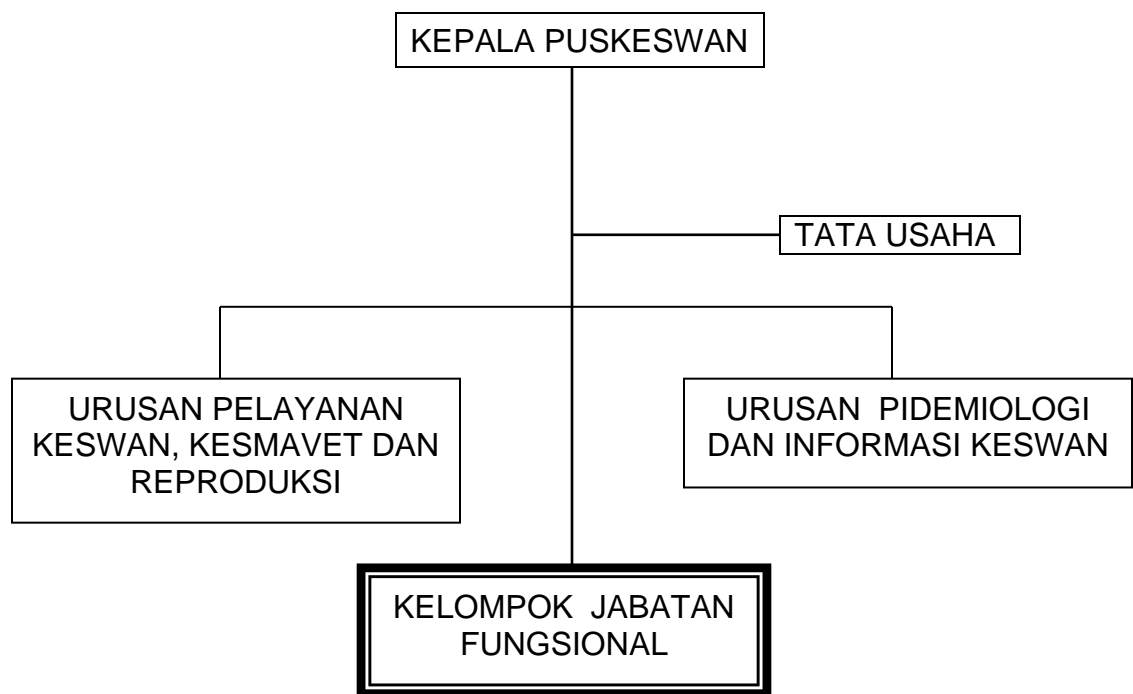 KEPALA PUSKESWAN
TATA USAHA
URUSAN PELAYANAN
KESWAN, KESMAVET DAN
REPRODUKSI
URUSAN PIDEMIOLOGI
DAN INFORMASI KESWAN
KELOMPOK JABATAN
FUNGSIONAL